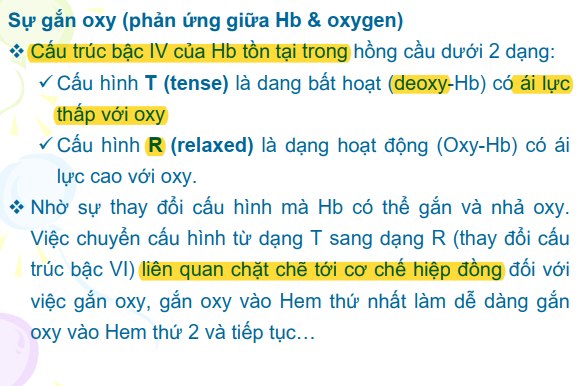 Sự gắn oxy (phản ứng giữa Hb & oxygen)
❖ Cấu trúc bậc IV của Hb tồn tại trong hồng cầu dưới 2 dạng:
✓ Cấu hình T (tense) là dang bất hoạt (deoxy-Hb) có ái lực
thấp với oxy
✓ Cấu hình R (relaxed) là dạng hoạt động (Oxy-Hb) có ái
lực cao với oxy.
❖ Nhờ sự thay đổi cấu hình mà Hb có thể gắn và nhả oxy.
Việc chuyển cấu hình từ dạng T sang dạng R (thay đổi cấu
trúc bậc VI) liên quan chặt chẽ tới cơ chế hiệp đồng đối với
việc gắn oxy, gắn oxy vào Hem thứ nhất làm dễ dàng gắn
oxy vào Hem thứ 2 và tiếp tục…